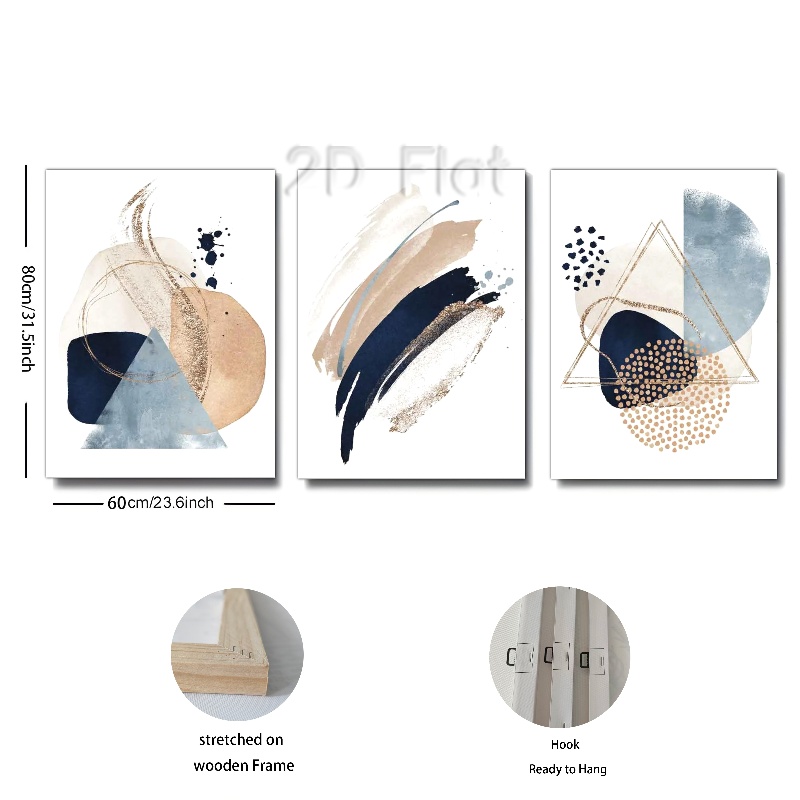 2D Flat
80cm/31.5inch
60cm/23.6inch
stretched on
wooden Frame
Hook
Ready to Hang